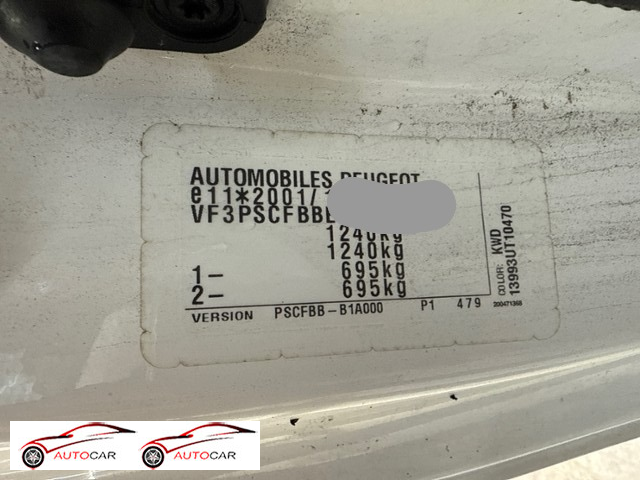 AUTOMOBILES PEUGEOT
e11*2001/
VF3PSCFBB
1240kg
1240kg
1- 695kg
2- 695kg
VERSION PSCFBB-B1A000 P1 479
COLOR: KWD
13993UT10470
200471368
AUTOCAR AUTOCAR